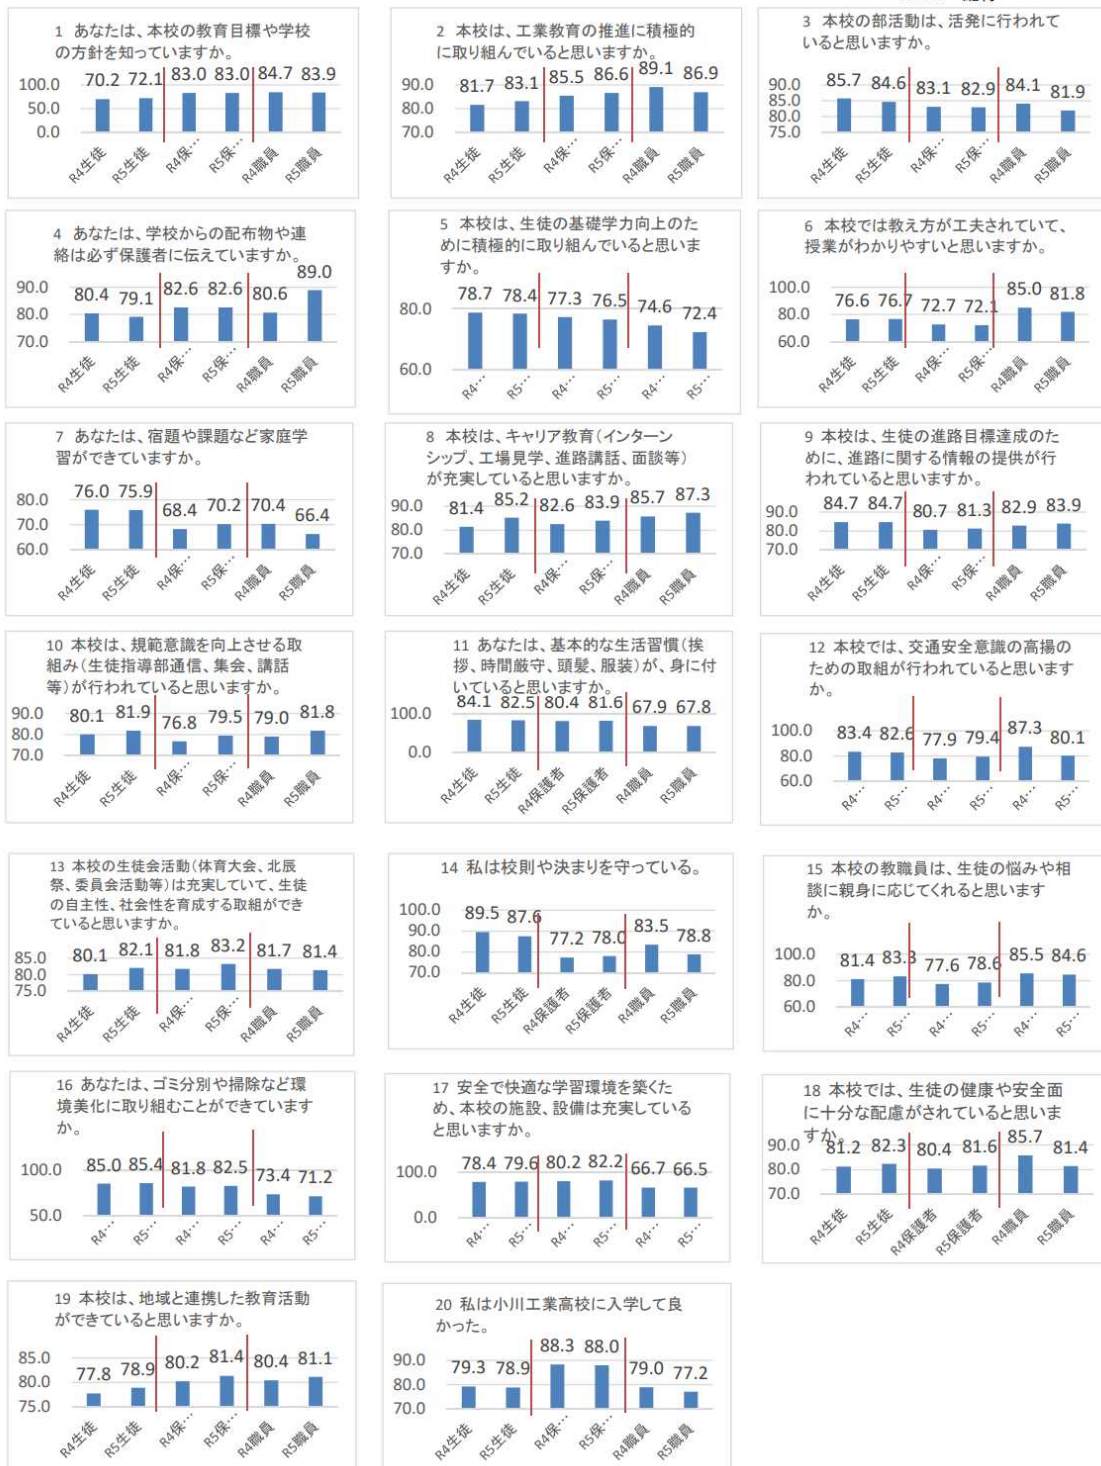 1 あなたは、本校の教育目標や学校
の方針を知っていますか。
70.2 72.1 83.0 83.0 84.7 83.9
100.0
50.0
0.0
R4生徒 R5生徒 R4保… R5保… R4職員 R5職員
2 本校は、工業教育の推進に積極的
に取り組んでいると思いますか。
81.7 83.1 85.5 86.6 89.1 86.9
90.0
80.0
70.0
R4生徒 R5生徒 R4保… R5保… R4職員 R5職員
3 本校の部活動は、活発に行われて
いると思いますか。
85.7 84.6 83.1 82.9 84.1 81.9
90.0
85.0
80.0
75.0
R4生徒 R5生徒 R4保… R5保… R4職員 R5職員
4 あなたは、学校からの配布物や連
絡は必ず保護者に伝えていますか。
80.4 79.1 82.6 82.6 80.6 89.0
90.0
80.0
70.0
R4生徒 R5生徒 R4保… R5保… R4職員 R5職員
5 本校は、生徒の基礎学力向上のた
めに積極的に取り組んでいると思いま
すか。
78.7 78.4 77.3 76.5 74.6 72.4
80.0
60.0
R4… R5… R4… R5… R4… R5…
6 本校では教え方が工夫されていて、
授業がわかりやすいと思いますか。
76.6 76.7 72.7 72.1 85.0 81.8
100.0
80.0
60.0
R4生徒 R5生徒 R4保… R5保… R4職員 R5職員
7 あなたは、宿題や課題など家庭学
習ができていますか。
76.0 75.9 68.4 70.2 70.4 66.4
80.0
70.0
60.0
R4生徒 R5生徒 R4保… R5保… R4職員 R5職員
8 本校は、キャリア教育(インターン
シップ、工場見学、進路講話、面談等)
が充実していると思いますか。
81.4 85.2 82.6 83.9 85.7 87.3
90.0
80.0
70.0
R4生徒 R5生徒 R4保… R5保… R4職員 R5職員
9 本校は、生徒の進路目標達成のた
めに、進路に関する情報の提供が行
われていると思いますか。
84.7 84.7 80.7 81.3 82.9 83.9
90.0
80.0
70.0
R4生徒 R5生徒 R4保… R5保… R4職員 R5職員
10 本校は、規範意識を向上させる取
組み(生徒指導部通信、集会、講話
等)が行われていると思いますか。
80.1 81.9 76.8 79.5 79.0 81.8
90.0
80.0
70.0
R4生徒 R5生徒 R4保… R5保… R4職員 R5職員
11 あなたは、基本的な生活習慣(挨
拶、時間厳守、頭髪、服装)が、身に付
いていると思いますか。
84.1 82.5 80.4 81.6 67.9 67.8
100.0
0.0
R4生徒 R5生徒 R4保護者 R5保護者 R4職員 R5職員
12 本校では、交通安全意識の高揚の
ための取組が行われていると思います
か。
83.4 82.6 77.9 79.4 87.3 80.1
100.0
80.0
60.0
R4… R5… R4… R5… R4… R5…
13 本校の生徒会活動(体育大会、北辰
祭、委員会活動等)は充実していて、生徒
の自主性、社会性を育成する取組ができ
ていると思いますか。
80.1 82.1 81.8 83.2 81.7 81.4
85.0
80.0
75.0
R4生徒 R5生徒 R4保… R5保… R4職員 R5職員
14 私は校則や決まりを守っている。
89.5 87.6 77.2 78.0 83.5 78.8
100.0
90.0
80.0
70.0
R4生徒 R5生徒 R4保護者 R5保護者 R4職員 R5職員
15 本校の教職員は、生徒の悩みや相
談に親身に応じてくれると思います
か。
81.4 83.3 77.6 78.6 85.5 84.6
100.0
80.0
60.0
R4… R5… R4… R5… R4… R5…
16 あなたは、ゴミ分別や掃除など環
境美化に取り組むことができています
か。
85.0 85.4 81.8 82.5 73.4 71.2
100.0
50.0
R4… R5… R4… R5… R4… R5…
17 安全で快適な学習環境を築くた
め、本校の施設、設備は充実している
と思いますか。
78.4 79.6 80.2 82.2 66.7 66.5
100.0
0.0
R4… R5… R4… R5… R4… R5…
18 本校では、生徒の健康や安全面
に十分な配慮がされていると思いま
すか。
81.2 82.3 80.4 81.6 85.7 81.4
90.0
80.0
70.0
R4生徒 R5生徒 R4保護者 R5保護者 R4職員 R5職員
19 本校は、地域と連携した教育活動
ができていると思いますか。
77.8 78.9 80.2 81.4 80.4 81.1
85.0
80.0
75.0
R4生徒 R5生徒 R4保… R5保… R4職員 R5職員
20 私は小川工業高校に入学して良
かった。
79.3 78.9 88.3 88.0 79.0 77.2
90.0
80.0
70.0
R4生徒 R5生徒 R4保… R5保… R4職員 R5職員